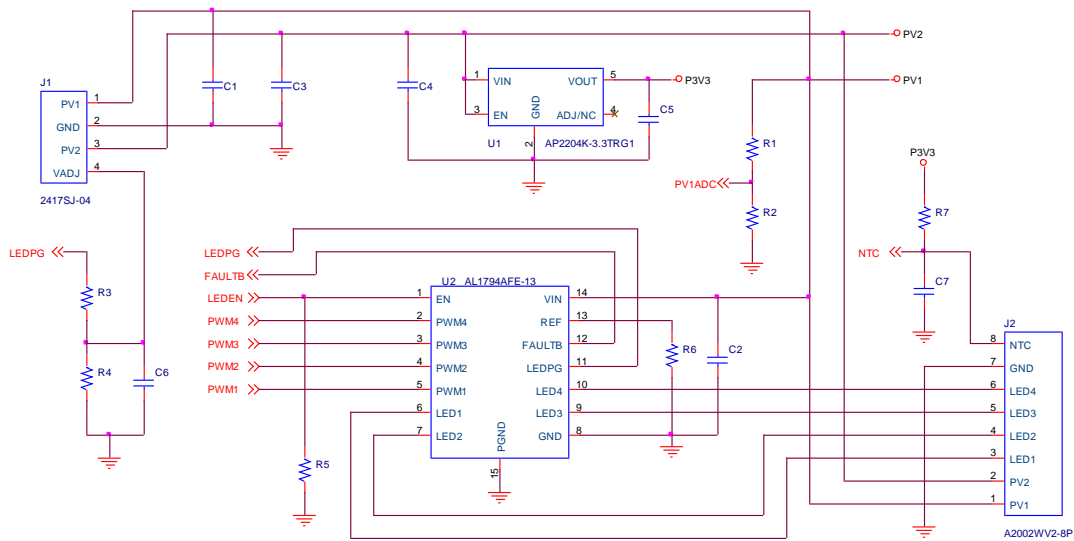 PV2
J1
C1
C3
C4
1
VIN
VOUT
5
P3V3
PV1
PV1
1
GND
3
EN
ADJ/NC
4
C5
GND
2
U1
2
AP2204K-3.3TRG1
R1
P3V3
PV2
3
VADJ
4
PV1ADC
2417SJ-04
R2
R7
LEDPG
LEDPG
NTC
FAULTB
U2 AL1794AFE-13
R3
LEDEN
1
EN
VIN
14
C7
PWM4
2
PWM4
REF
13
J2
PWM3
3
PWM3
FAULTB
12
R6
C2
8
NTC
R4
C6
PWM2
4
PWM2
LEDPG
11
7
GND
PWM1
5
PWM1
LED4
10
6
LED4
6
LED1
LED3
9
5
LED3
7
LED2
PGND
GND
8
4
LED2
R5
15
3
LED1
2
PV2
1
PV1
A2002WV2-8P